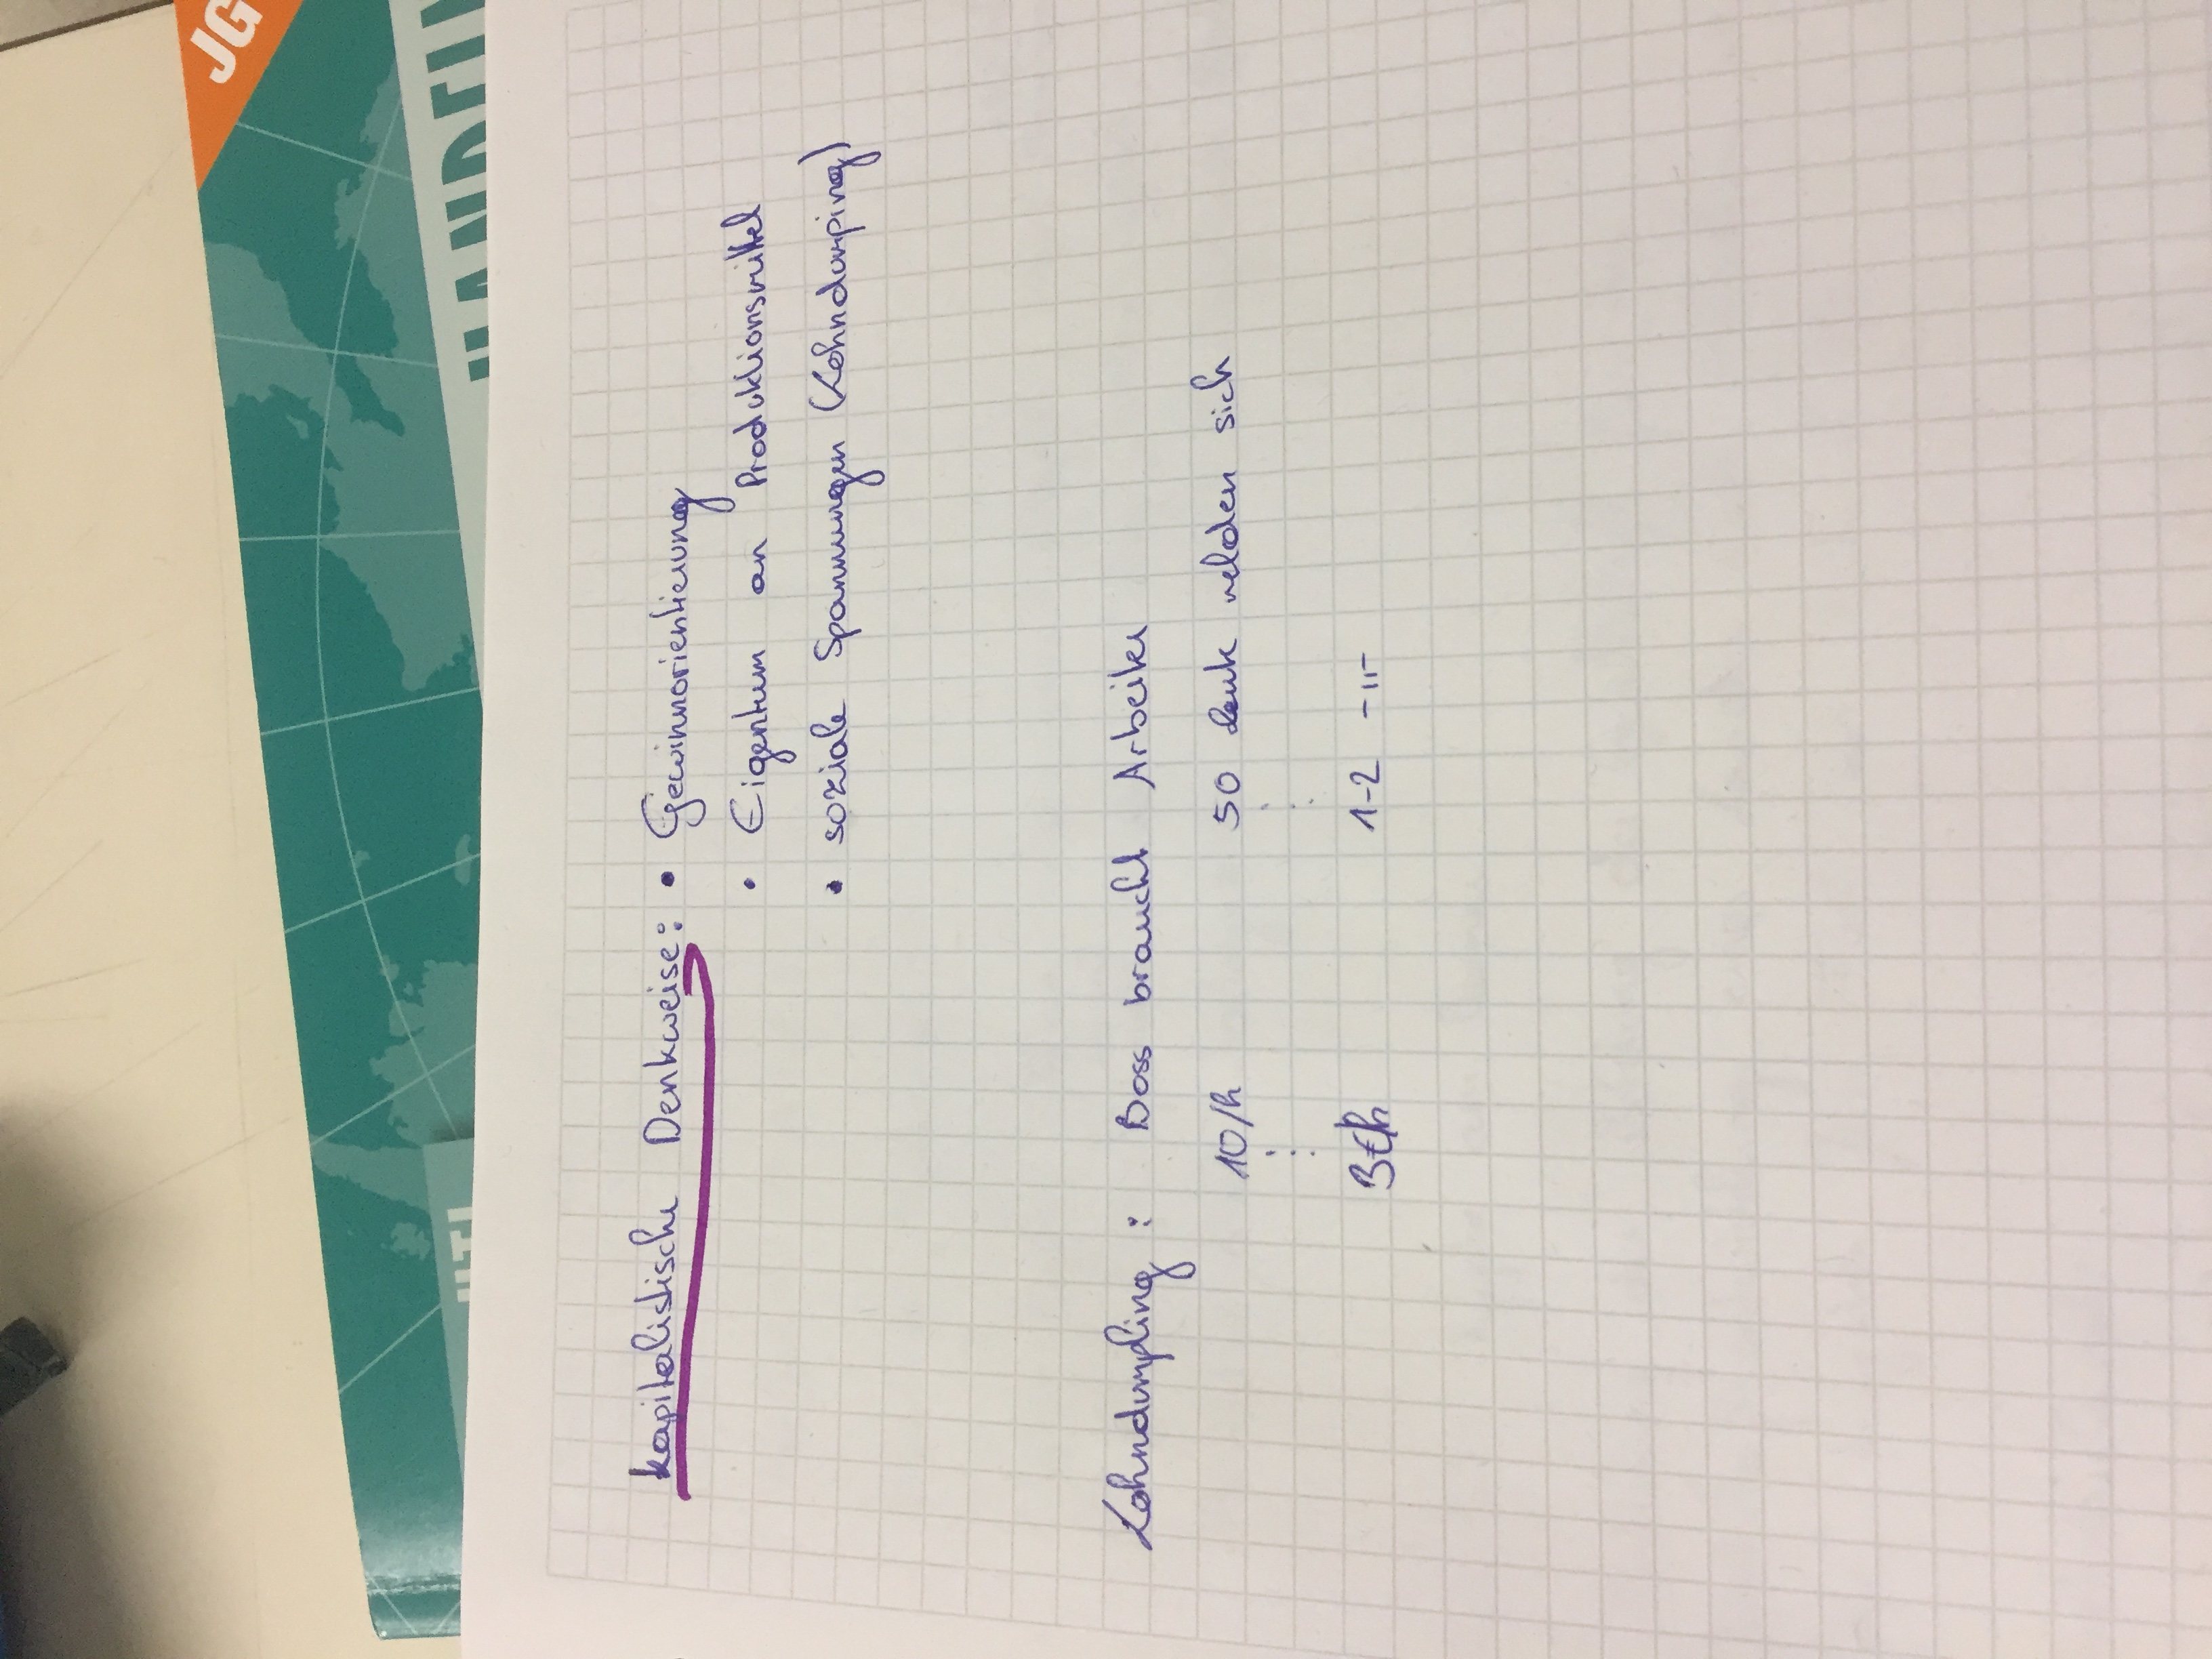 JG
HANDELN
kapitalistische Denkweise: • Gewinnorientierung
• Eigentum an Produktionsmittel
• soziale Spannungen (Lohndumping)
Lohndumpling : Boss braucht Arbeiter
10/h 50 Leute melden sich
⋮ ⋮
3€/h 1-2 -"-